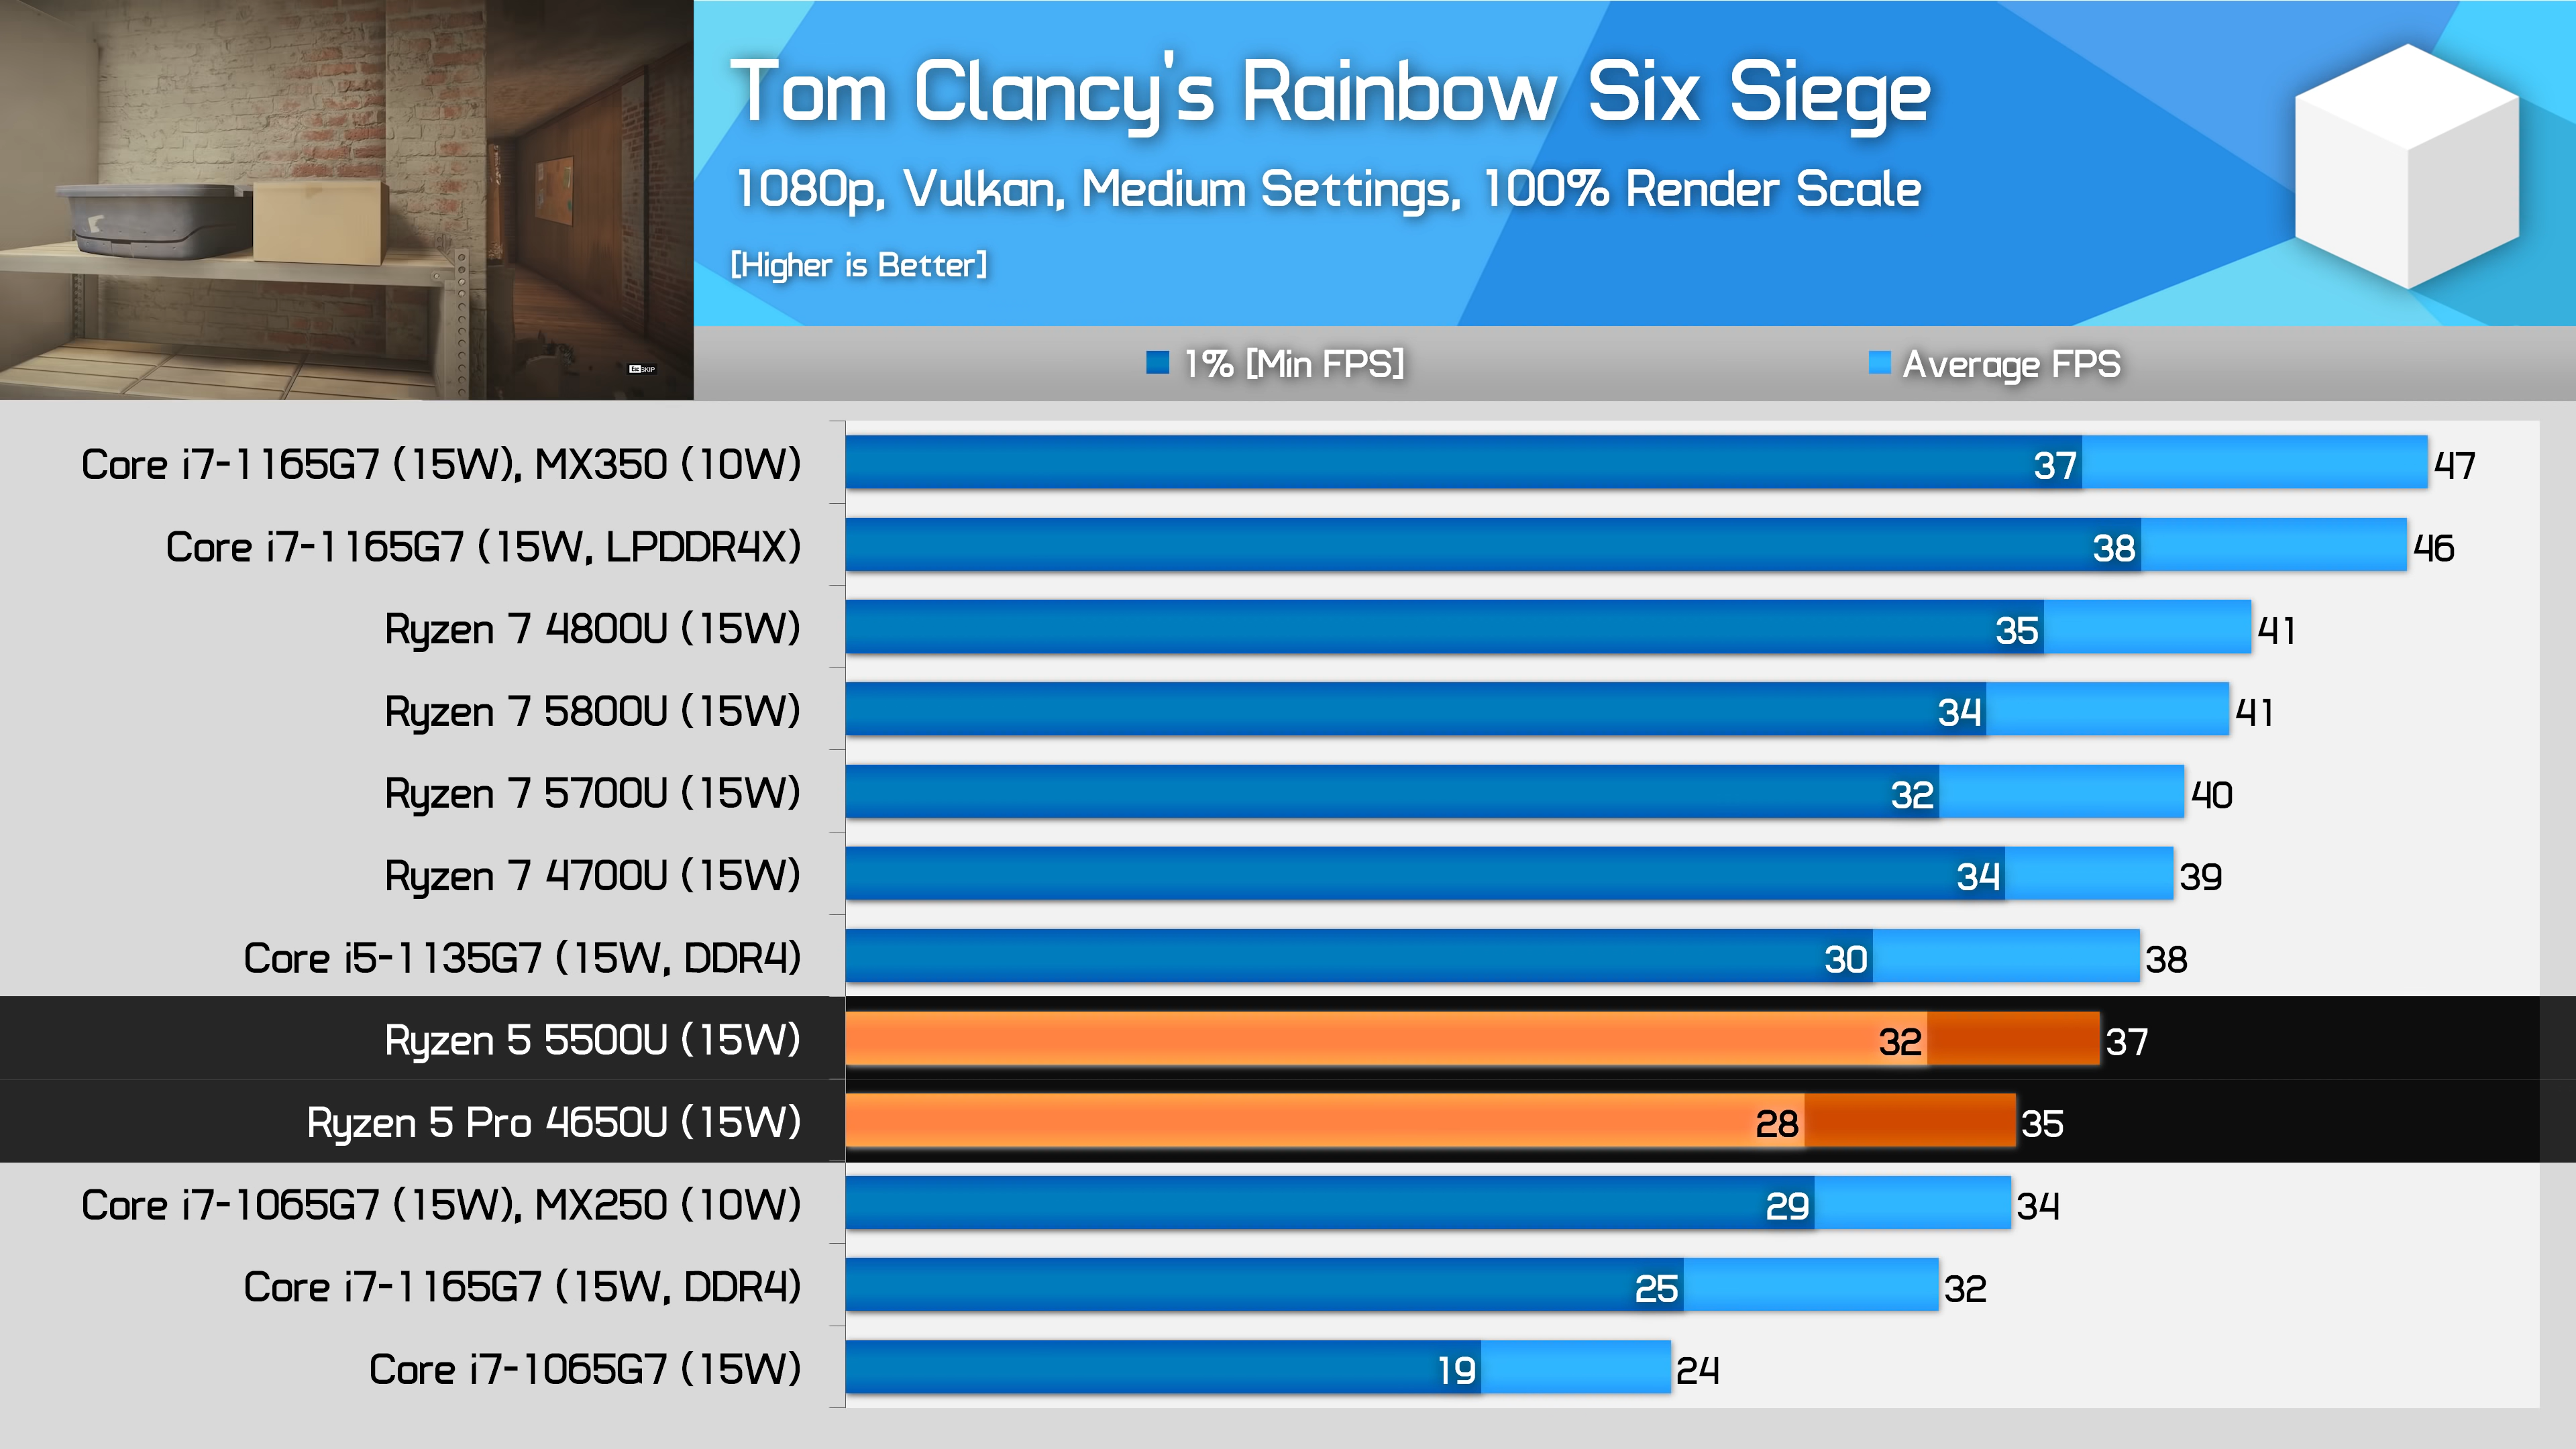 Tom Clancy's Rainbow Six Siege
1080p, Vulkan, Medium Settings, 100% Render Scale
[Higher is Better]
Esc SKIP
1% [Min FPS] Average FPS
Core i7-1165G7 (15W), MX350 (10W) 37 47
Core i7-1165G7 (15W, LPDDR4X) 38 46
Ryzen 7 4800U (15W) 35 41
Ryzen 7 5800U (15W) 34 41
Ryzen 7 5700U (15W) 32 40
Ryzen 7 4700U (15W) 34 39
Core i5-1135G7 (15W, DDR4) 30 38
Ryzen 5 5500U (15W) 32 37
Ryzen 5 Pro 4650U (15W) 28 35
Core i7-1065G7 (15W), MX250 (10W) 29 34
Core i7-1165G7 (15W, DDR4) 25 32
Core i7-1065G7 (15W) 19 24